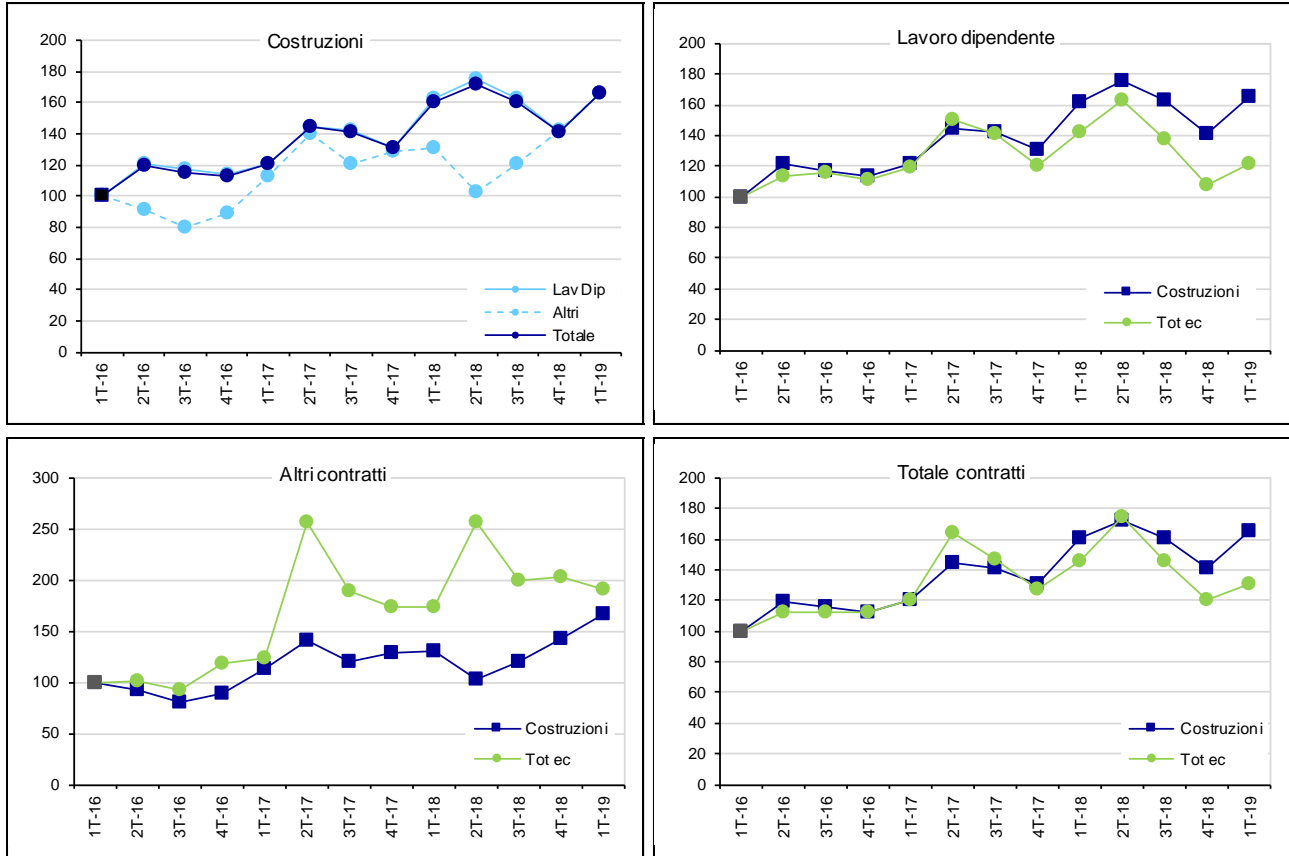 Costruzioni
200
180
160
140
120
100
80
60
40
20
0
Lav Dip
Altri
Totale
1T-16
2T-16
3T-16
4T-16
1T-17
2T-17
3T-17
4T-17
1T-18
2T-18
3T-18
4T-18
1T-19
Lavoro dipendente
200
180
160
140
120
100
80
60
40
20
0
Costruzioni
Tot ec
1T-16
2T-16
3T-16
4T-16
1T-17
2T-17
3T-17
4T-17
1T-18
2T-18
3T-18
4T-18
1T-19
Altri contratti
300
250
200
150
100
50
0
Costruzioni
Tot ec
1T-16
2T-16
3T-16
4T-16
1T-17
2T-17
3T-17
4T-17
1T-18
2T-18
3T-18
4T-18
1T-19
Totale contratti
200
180
160
140
120
100
80
60
40
20
0
Costruzioni
Tot ec
1T-16
2T-16
3T-16
4T-16
1T-17
2T-17
3T-17
4T-17
1T-18
2T-18
3T-18
4T-18
1T-19